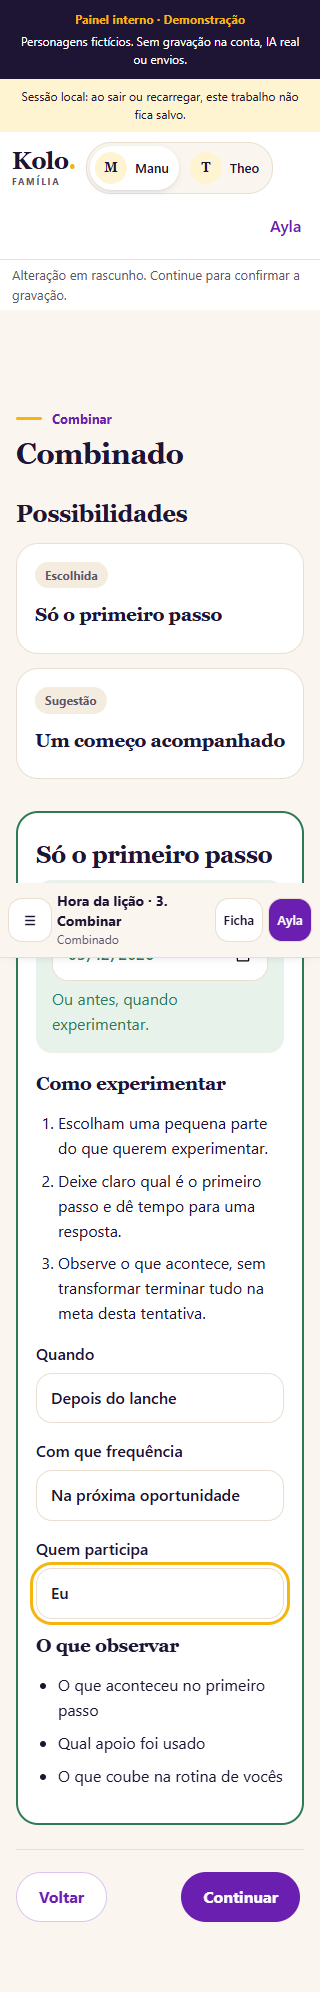 Painel interno · Demonstração
Personagens fictícios. Sem gravação na conta, IA real
ou envios.
Sessão local: ao sair ou recarregar, este trabalho não
fica salvo.
Kolo.
FAMÍLIA
M Manu
T Theo
Ayla
Alteração em rascunho. Continue para confirmar a
gravação.
Combinar
Combinado
Possibilidades
Escolhida
Só o primeiro passo
Sugestão
Um começo acompanhado
Só o primeiro passo
Hora da lição · 3.
Combinar
Combinado
Ficha
Ayla
Ou antes, quando
experimentar.
Como experimentar
1. Escolham uma pequena parte
do que querem experimentar.
2. Deixe claro qual é o primeiro
passo e dê tempo para uma
resposta.
3. Observe o que acontece, sem
transformar terminar tudo na
meta desta tentativa.
Quando
Depois do lanche
Com que frequência
Na próxima oportunidade
Quem participa
Eu
O que observar
• O que aconteceu no primeiro
passo
• Qual apoio foi usado
• O que coube na rotina de vocês
Voltar
Continuar